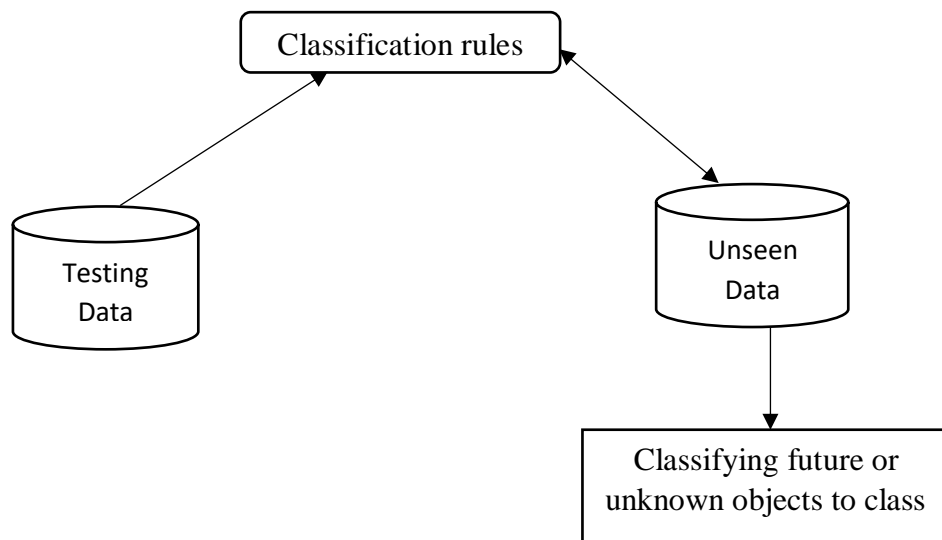 Classification rules
Testing
Data
Unseen
Data
Classifying future or
unknown objects to class